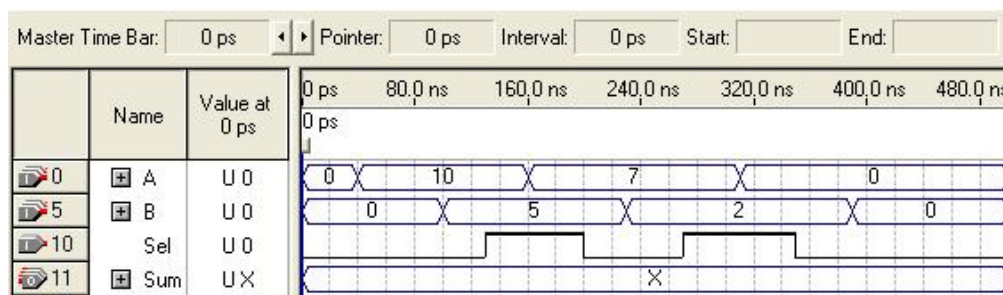 Master Time Bar: 0 ps Pointer: 0 ps Interval: 0 ps Start: End:
Name Value at 0 ps
0 ps 80.0 ns 160.0 ns 240.0 ns 320.0 ns 400.0 ns 480.0 n
0 ps
0 A U 0 0 10 7 0
5 B U 0 0 5 2 0
10 Sel U 0
11 Sum U X X